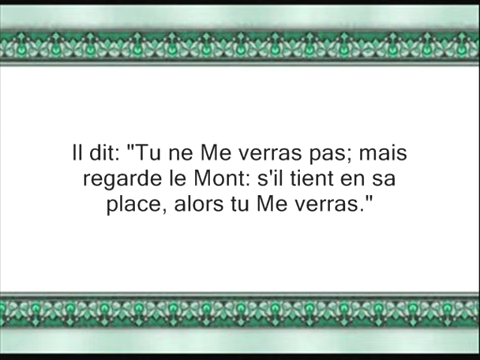 Il dit: "Tu ne Me verras pas; mais
regarde le Mont: s'il tient en sa
place, alors tu Me verras."